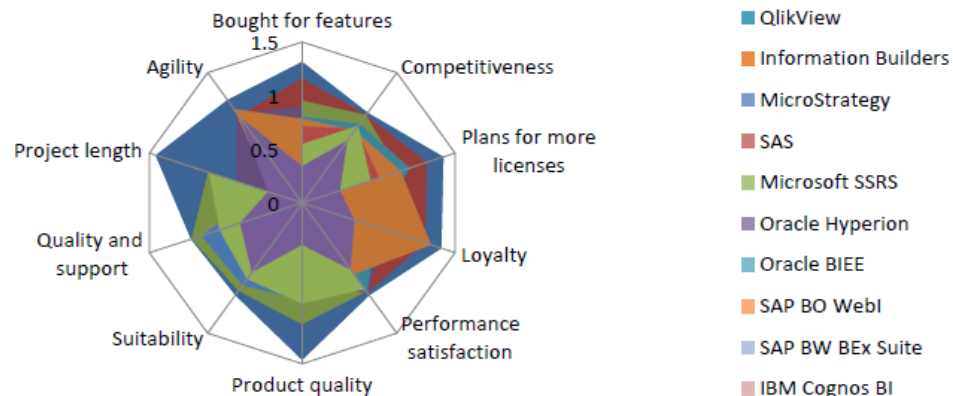 Bought for features
1.5
Agility
Competitiveness
1
Project length
Plans for more
licenses
0.5
0
Quality and
support
Loyalty
Suitability
Performance
satisfaction
Product quality
QlikView
Information Builders
MicroStrategy
SAS
Microsoft SSRS
Oracle Hyperion
Oracle BIEE
SAP BO WebI
SAP BW BEx Suite
IBM Cognos BI